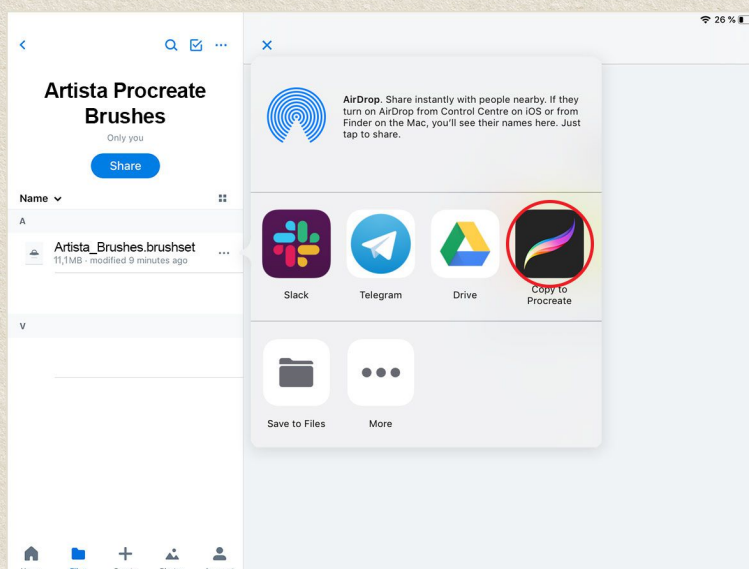 26 %
Artista Procreate
Brushes
Only you
Share
Name
A
Artista_Brushes.brushset
11,1MB - modified 9 minutes ago
V
AirDrop. Share instantly with people nearby. If they
turn on AirDrop from Control Centre on iOS or from
Finder on the Mac, you'll see their names here. Just
tap to share.
Slack
Telegram
Drive
Copy to
Procreate
Save to Files
More